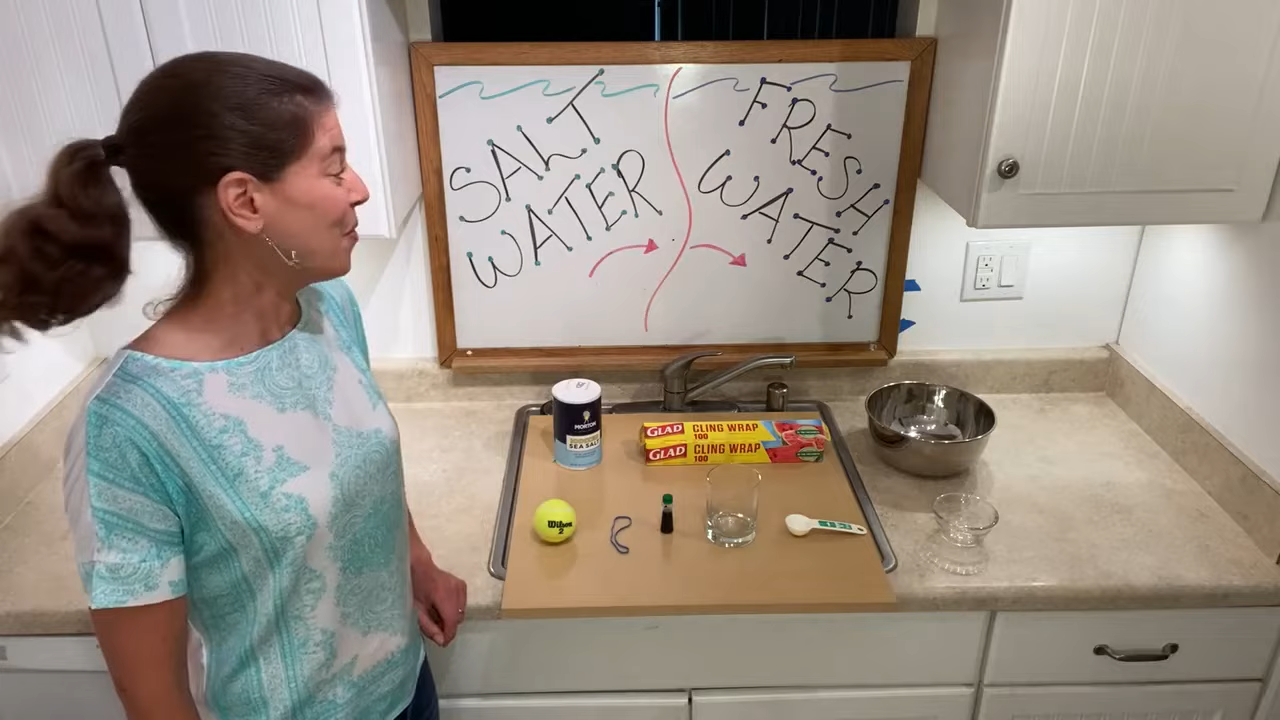 SALT
WATER
FRESH
WATER
MORTON
SEA SALT
GLAD CLING WRAP
100
GLAD CLING WRAP
100
Wilson
2